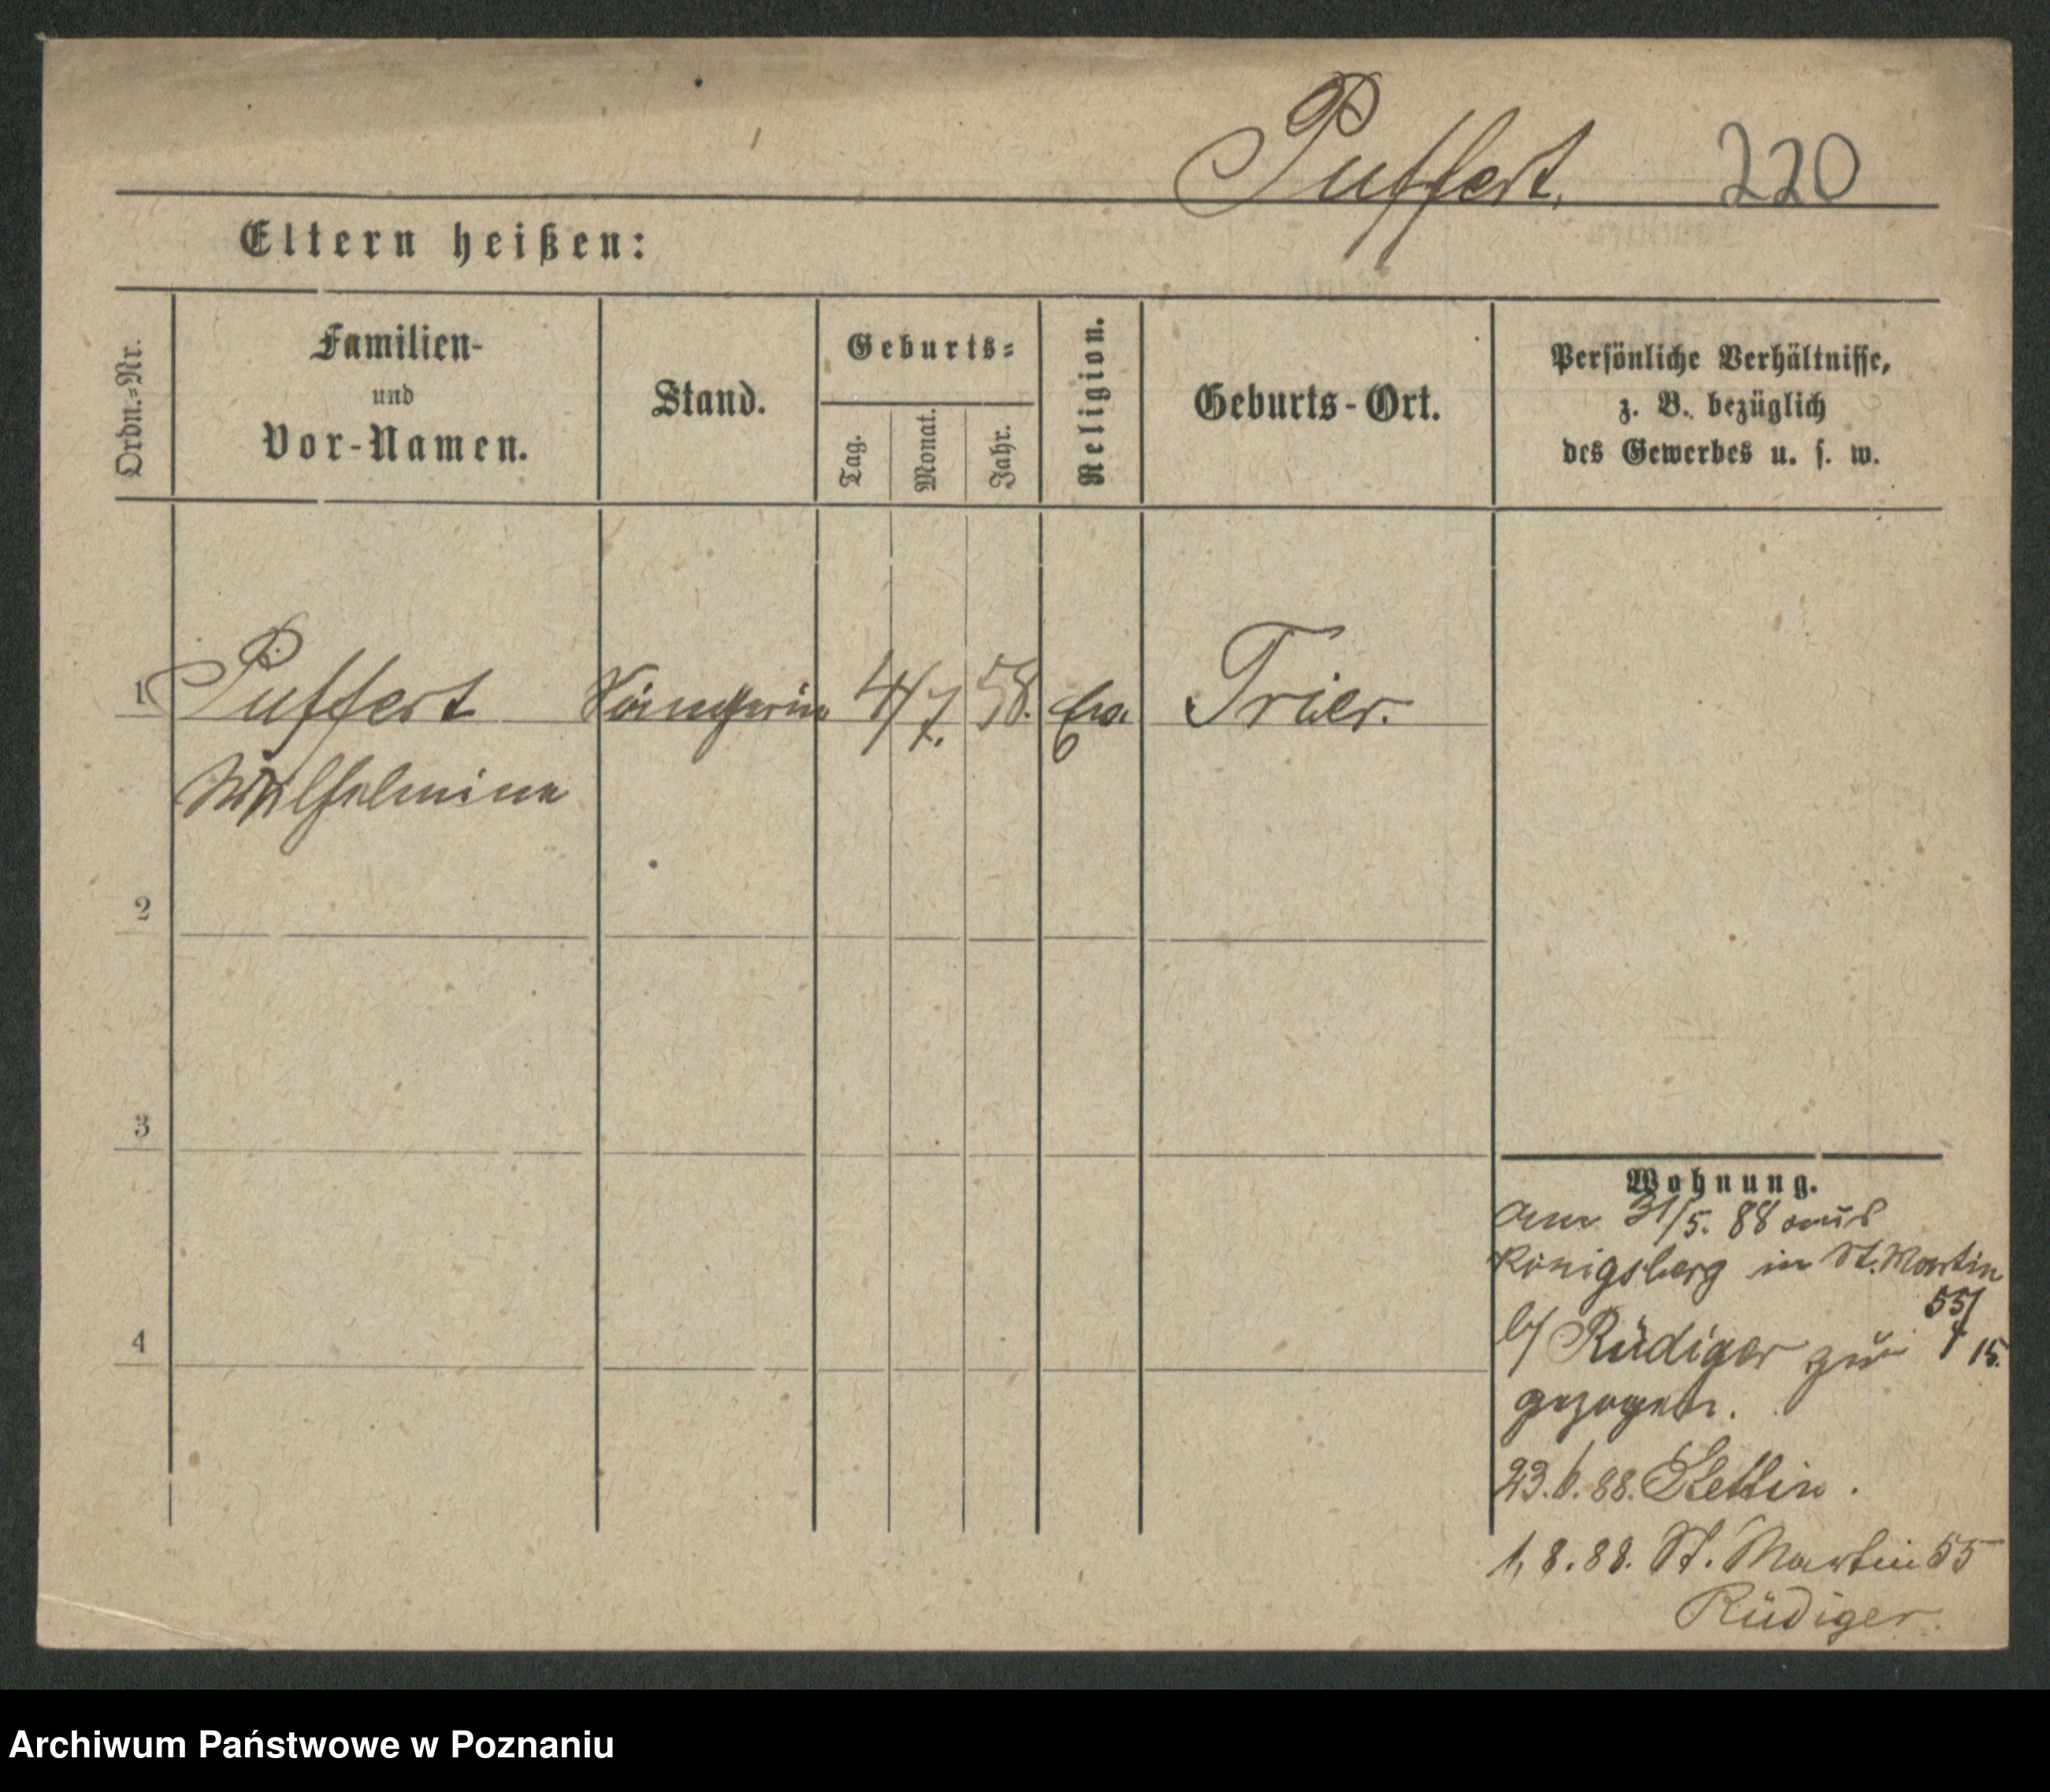 Puffert. 220
Eltern heißen:
Ordn.-Nr.
Familien-
und
Vor-Namen.
Stand.
Geburts-
Tag.
Monat.
Jahr.
Religion.
Geburts-Ort.
Persönliche Verhältnisse,
z. B. bezüglich
des Gewerbes u. s. w.
1 Puffert 4/7. 58. Trier.
Wilhelmine
2
3
4
Wohnung.
am 31/5. 88 aus
Königsberg in St. Martin
55/
b/ Rüdiger zu 15.
gezogen.
23.6.88. Stettin.
1,8.88. St. Martin 55
Rüdiger.
Archiwum Państwowe w Poznaniu